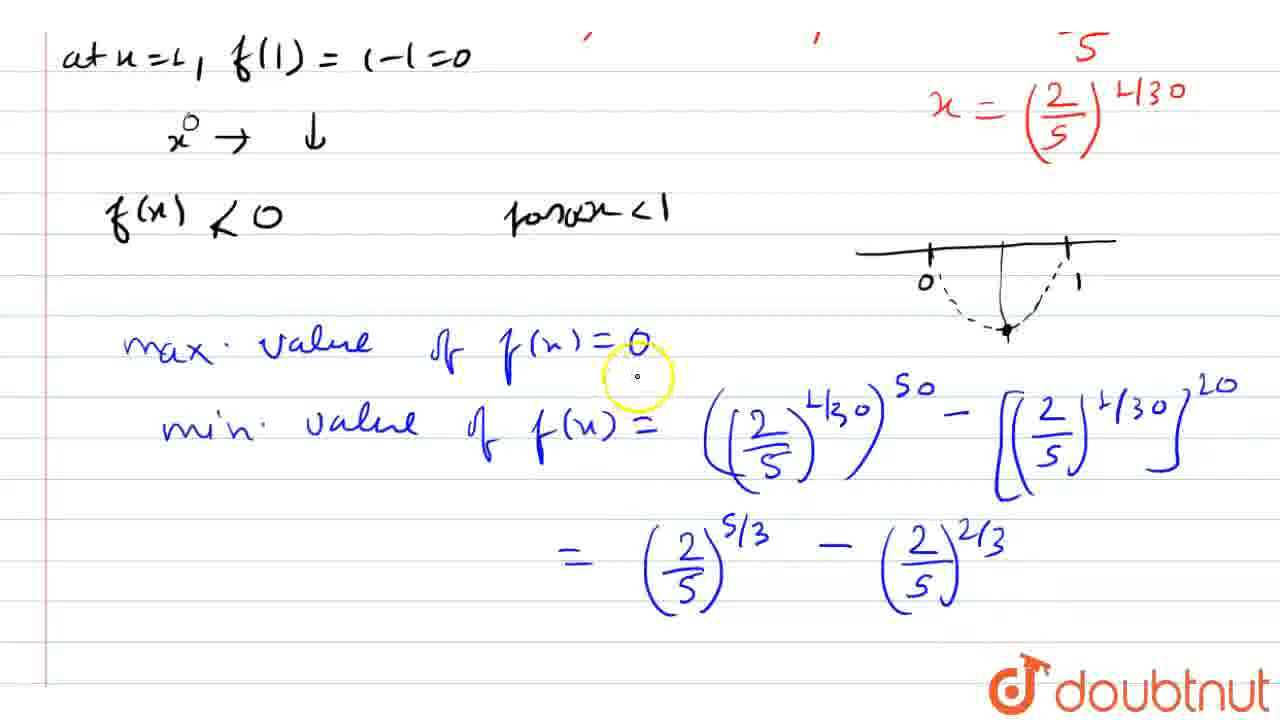 at x=1, f(1) = 1-1=0
5
x = (2/5)^1/30
x^0 → ↓
f(x) < 0
0 1
max. value of f(x) = 0
min. value of f(x) = ((2/5)^1/30)^50 - [(2/5)^1/30]^20
= (2/5)^5/3 - (2/5)^2/3
doubtnut